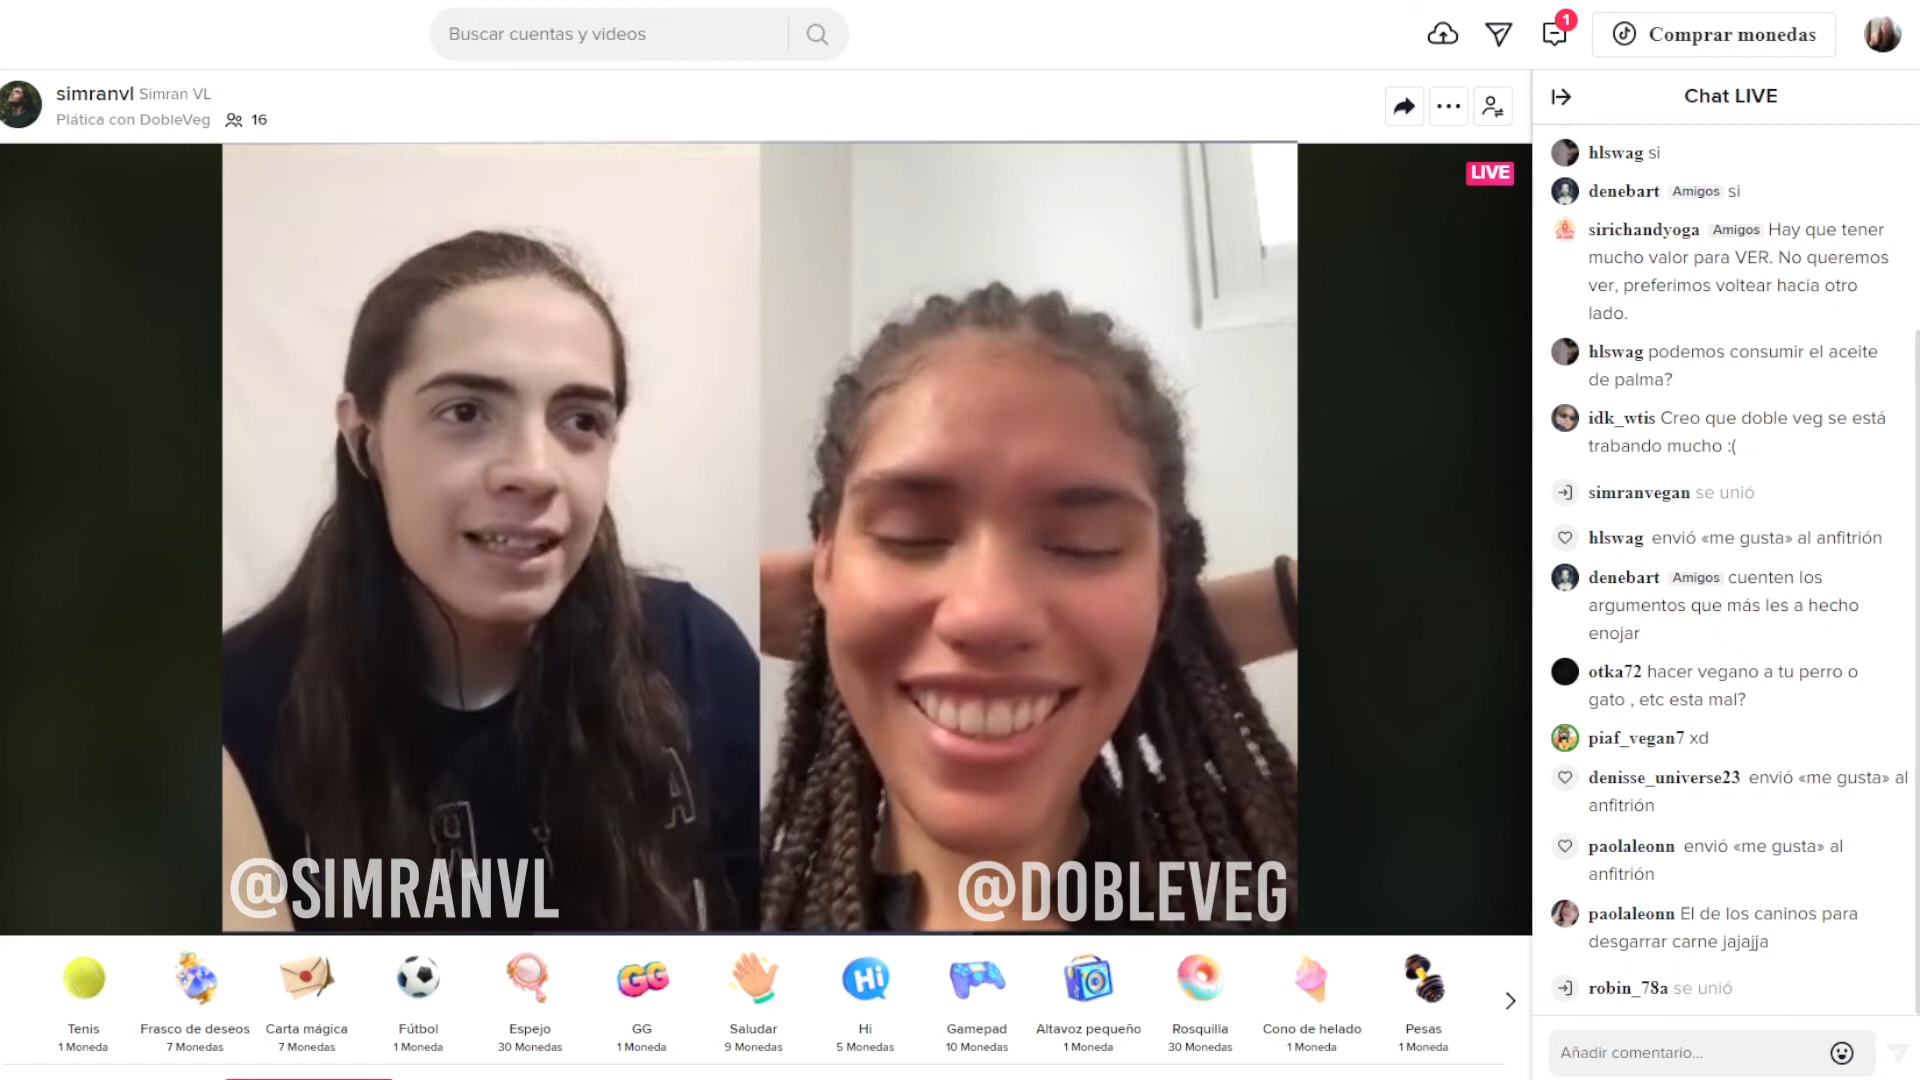 Buscar cuentas y videos
1
Comprar monedas
simranvl Simran VL
Plática con DobleVeg 16
LIVE
@SIMRANVL
@DOBLEVEG
Tenis
1 Moneda
Frasco de deseos
7 Monedas
Carta mágica
7 Monedas
Fútbol
1 Moneda
Espejo
30 Monedas
GG
GG
1 Moneda
Saludar
9 Monedas
Hi
Hi
5 Monedas
Gamepad
10 Monedas
Altavoz pequeño
1 Moneda
Rosquilla
30 Monedas
Cono de helado
1 Moneda
Pesas
1 Moneda
Chat LIVE
hlswag si
denebart Amigos si
sirichandyoga Amigos Hay que tener
mucho valor para VER. No queremos
ver, preferimos voltear hacia otro
lado.
hlswag podemos consumir el aceite
de palma?
idk_wtis Creo que doble veg se está
trabando mucho :(
simranvegan se unió
hlswag envió «me gusta» al anfitrión
denebart Amigos cuenten los
argumentos que más les a hecho
enojar
otka72 hacer vegano a tu perro o
gato , etc esta mal?
piaf_vegan7 xd
denisse_universe23 envió «me gusta» al
anfitrión
paolaleonn envió «me gusta» al
anfitrión
paolaleonn El de los caninos para
desgarrar carne jajajja
robin_78a se unió
Añadir comentario...